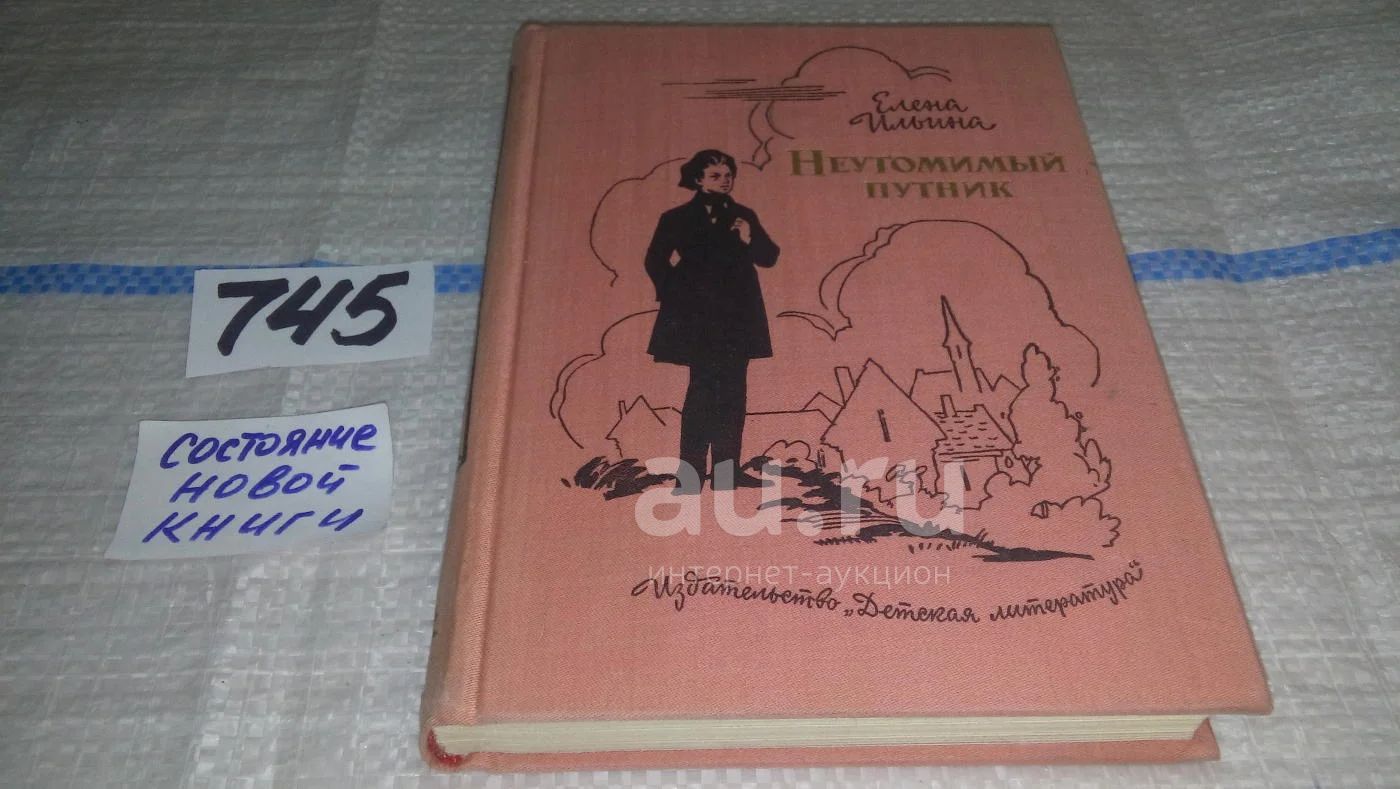 Елена
Ильина
Неутомимый
путник
745
состояние
новой
книги
au.ru
интернет-аукцион
Издательство „Детская литература“